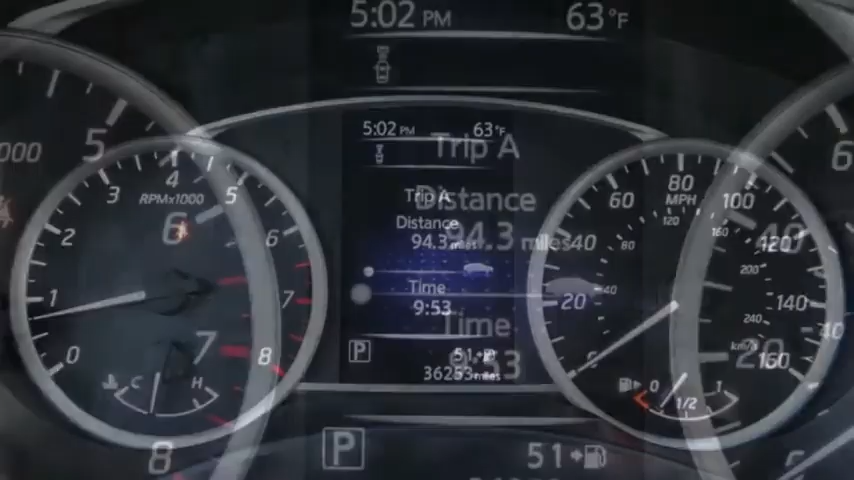 5:02 PM 63°F
5:02 PM 63°F
Trip A
Trip A
Distance
Distance
94.3 miles
94.3 miles
Time
9:53
Time
9:53
P 51
36253 miles
P 51
000 5 6 7 8
RPMx1000
0 1 2 3 4 5 6 7 8
C H
MPH
20 40 60 80 100 120 140 160
km/h
40 80 120 160 200 240
0 1/2 1
6 40 20
40